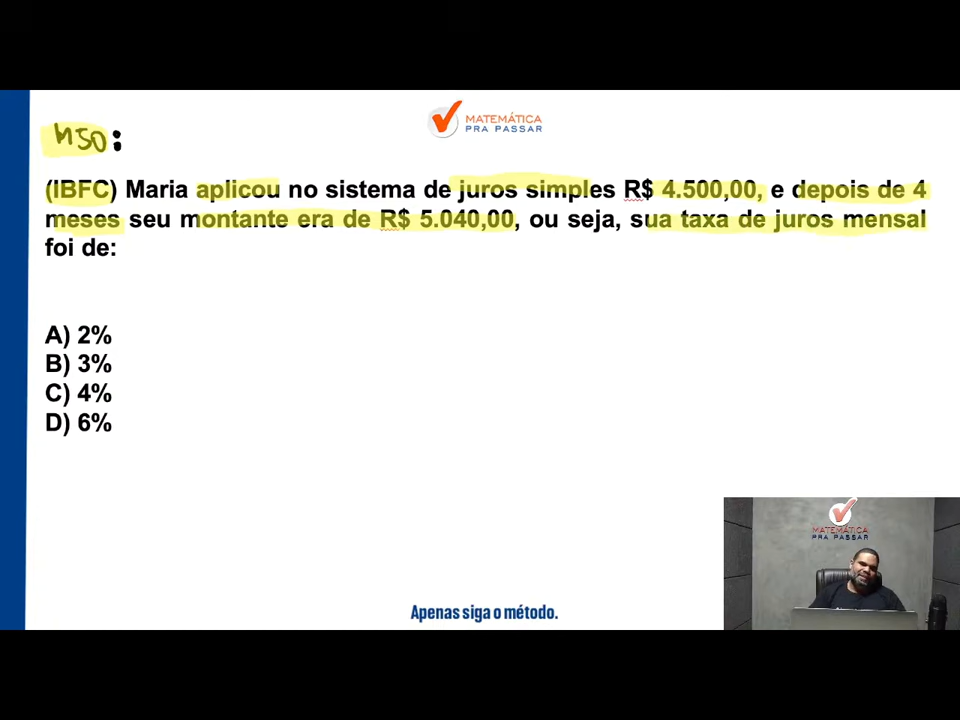 MATEMÁTICA
PRA PASSAR
M50:
(IBFC) Maria aplicou no sistema de juros simples R$ 4.500,00, e depois de 4
meses seu montante era de R$ 5.040,00, ou seja, sua taxa de juros mensal
foi de:
A) 2%
B) 3%
C) 4%
D) 6%
MATEMÁTICA
PRA PASSAR
Apenas siga o método.